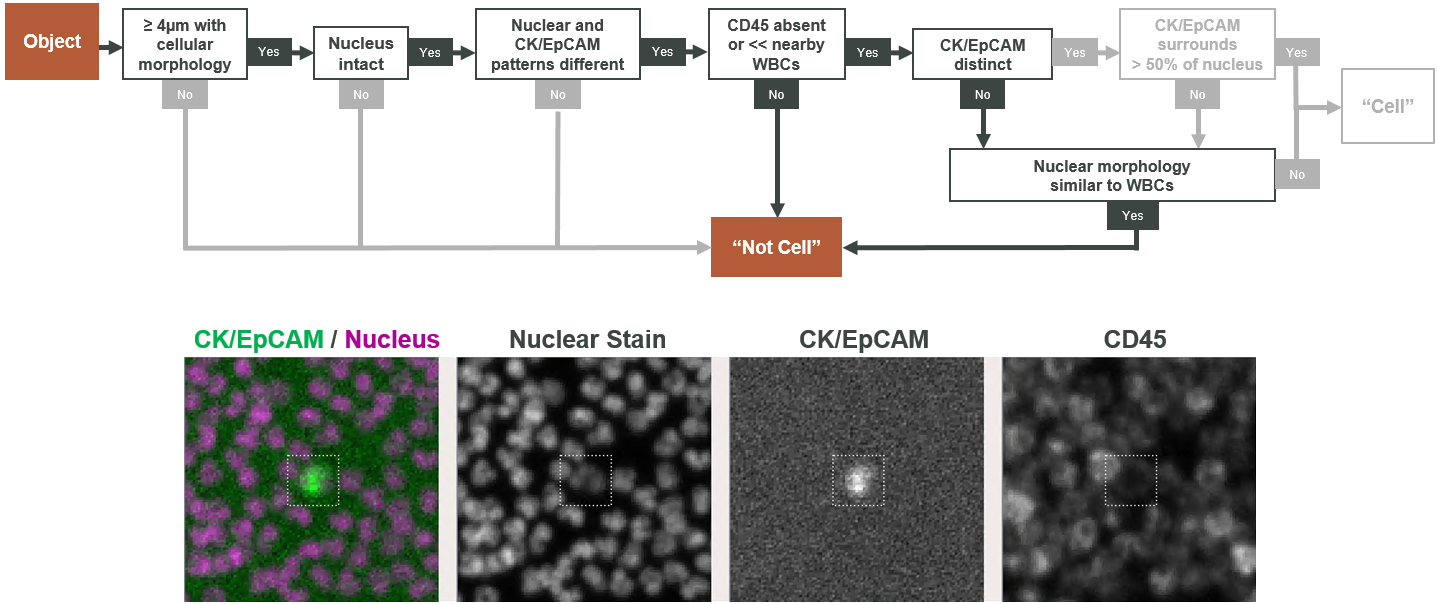 Object
≥ 4µm with
cellular
morphology
Yes
No
Nucleus
intact
Yes
No
Nuclear and
CK/EpCAM
patterns different
Yes
No
CD45 absent
or << nearby
WBCs
Yes
No
CK/EpCAM
distinct
Yes
No
CK/EpCAM
surrounds
> 50% of nucleus
Yes
No
“Cell”
Nuclear morphology
similar to WBCs
No
Yes
“Not Cell”
CK/EpCAM / Nucleus
Nuclear Stain
CK/EpCAM
CD45